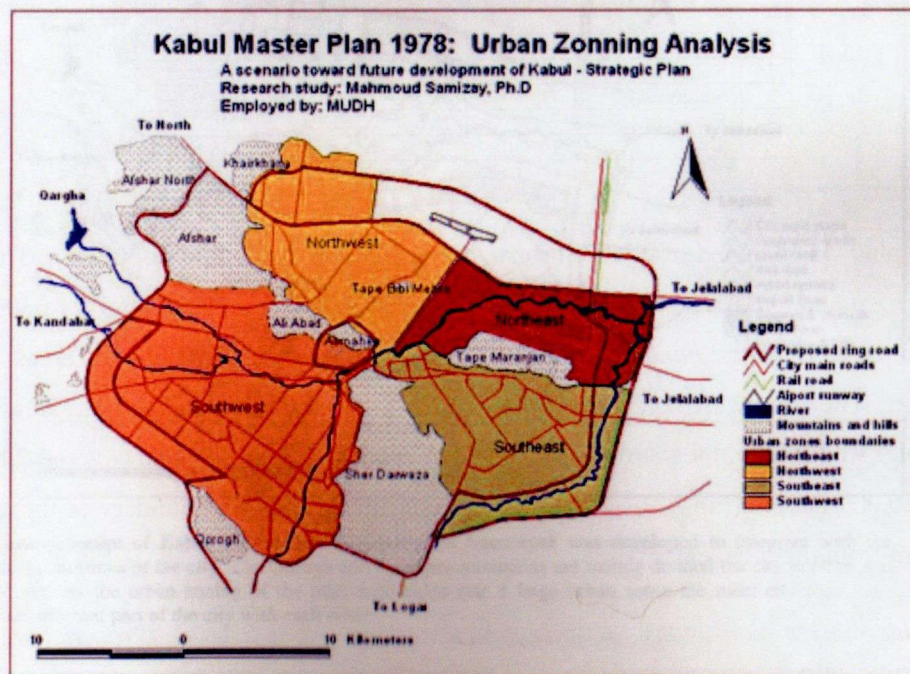 Kabul Master Plan 1978: Urban Zonning Analysis
A scenario toward future development of Kabul - Strategic Plan
Research study: Mahmoud Samizay, Ph.D
Employed by: MUDH
To North
N
Khairkhana
Afshar North
Qargha
Afshar
Northwest
To Jelalabad
Tape Bibi Mehro
To Kandahar
Ali Abad
Northeast
Asmahe
Tape Maranjan
Legend
Proposed ring road
City main roads
Rail road
Aiport runway
River
Mountains and hills
Urban zones boundaries
Northeast
Northwest
Southeast
Southwest
To Jelalabad
Southwest
Southeast
Sher Darwaza
Qorogh
To Logar
10 0 10 Kilometers